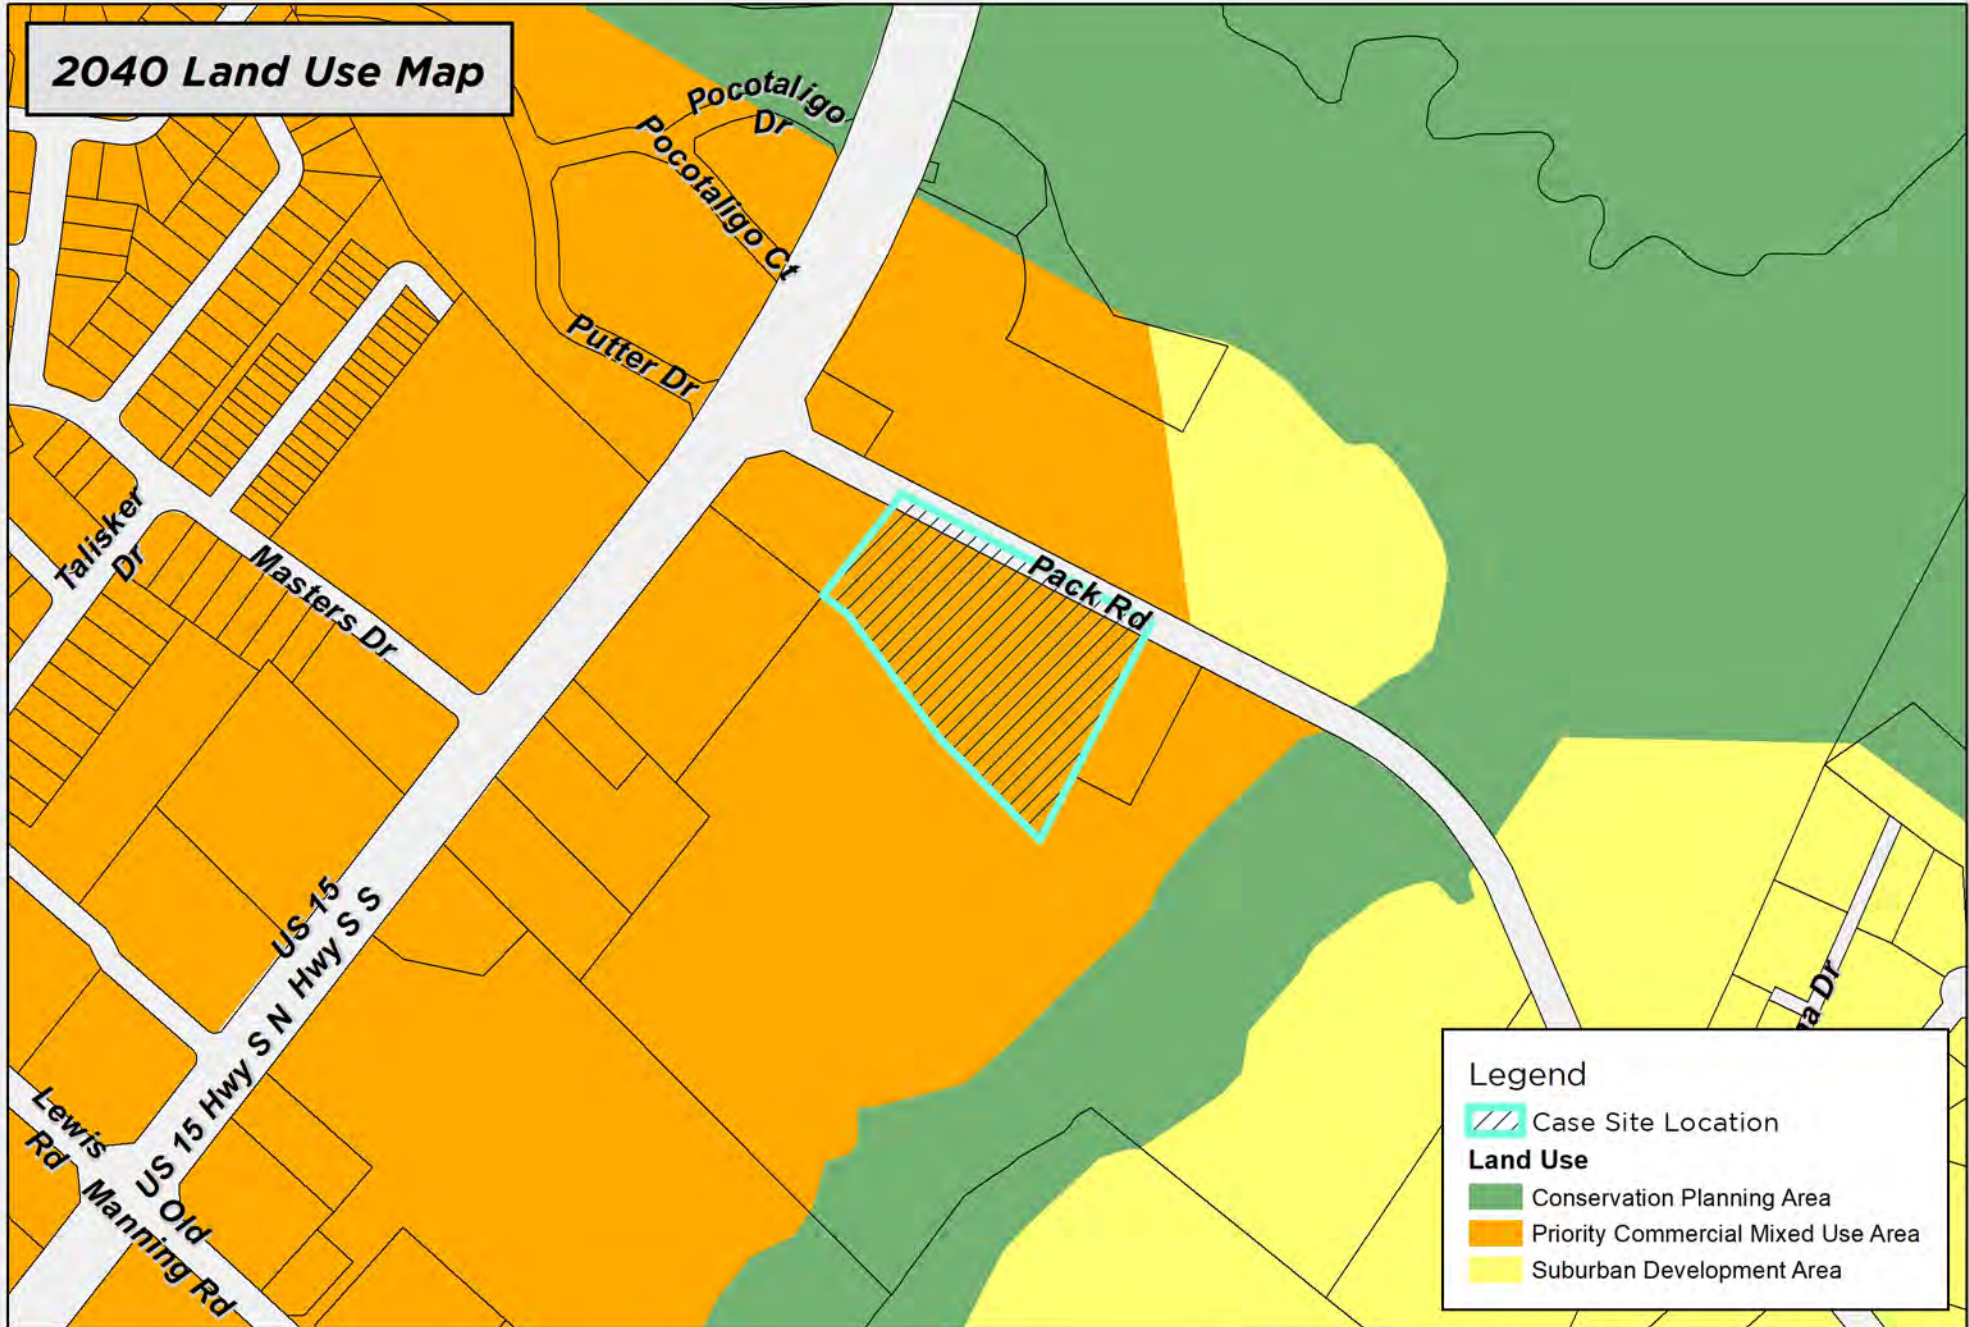 2040 Land Use Map
Pocotaligo
Dr
Pocotaligo Ct
Putter Dr
Talisker
Dr
Masters Dr
Pack Rd
US 15
US 15 Hwy S N Hwy S S
Lewis
Rd
Old
Manning Rd
Dr
Legend
Case Site Location
Land Use
Conservation Planning Area
Priority Commercial Mixed Use Area
Suburban Development Area